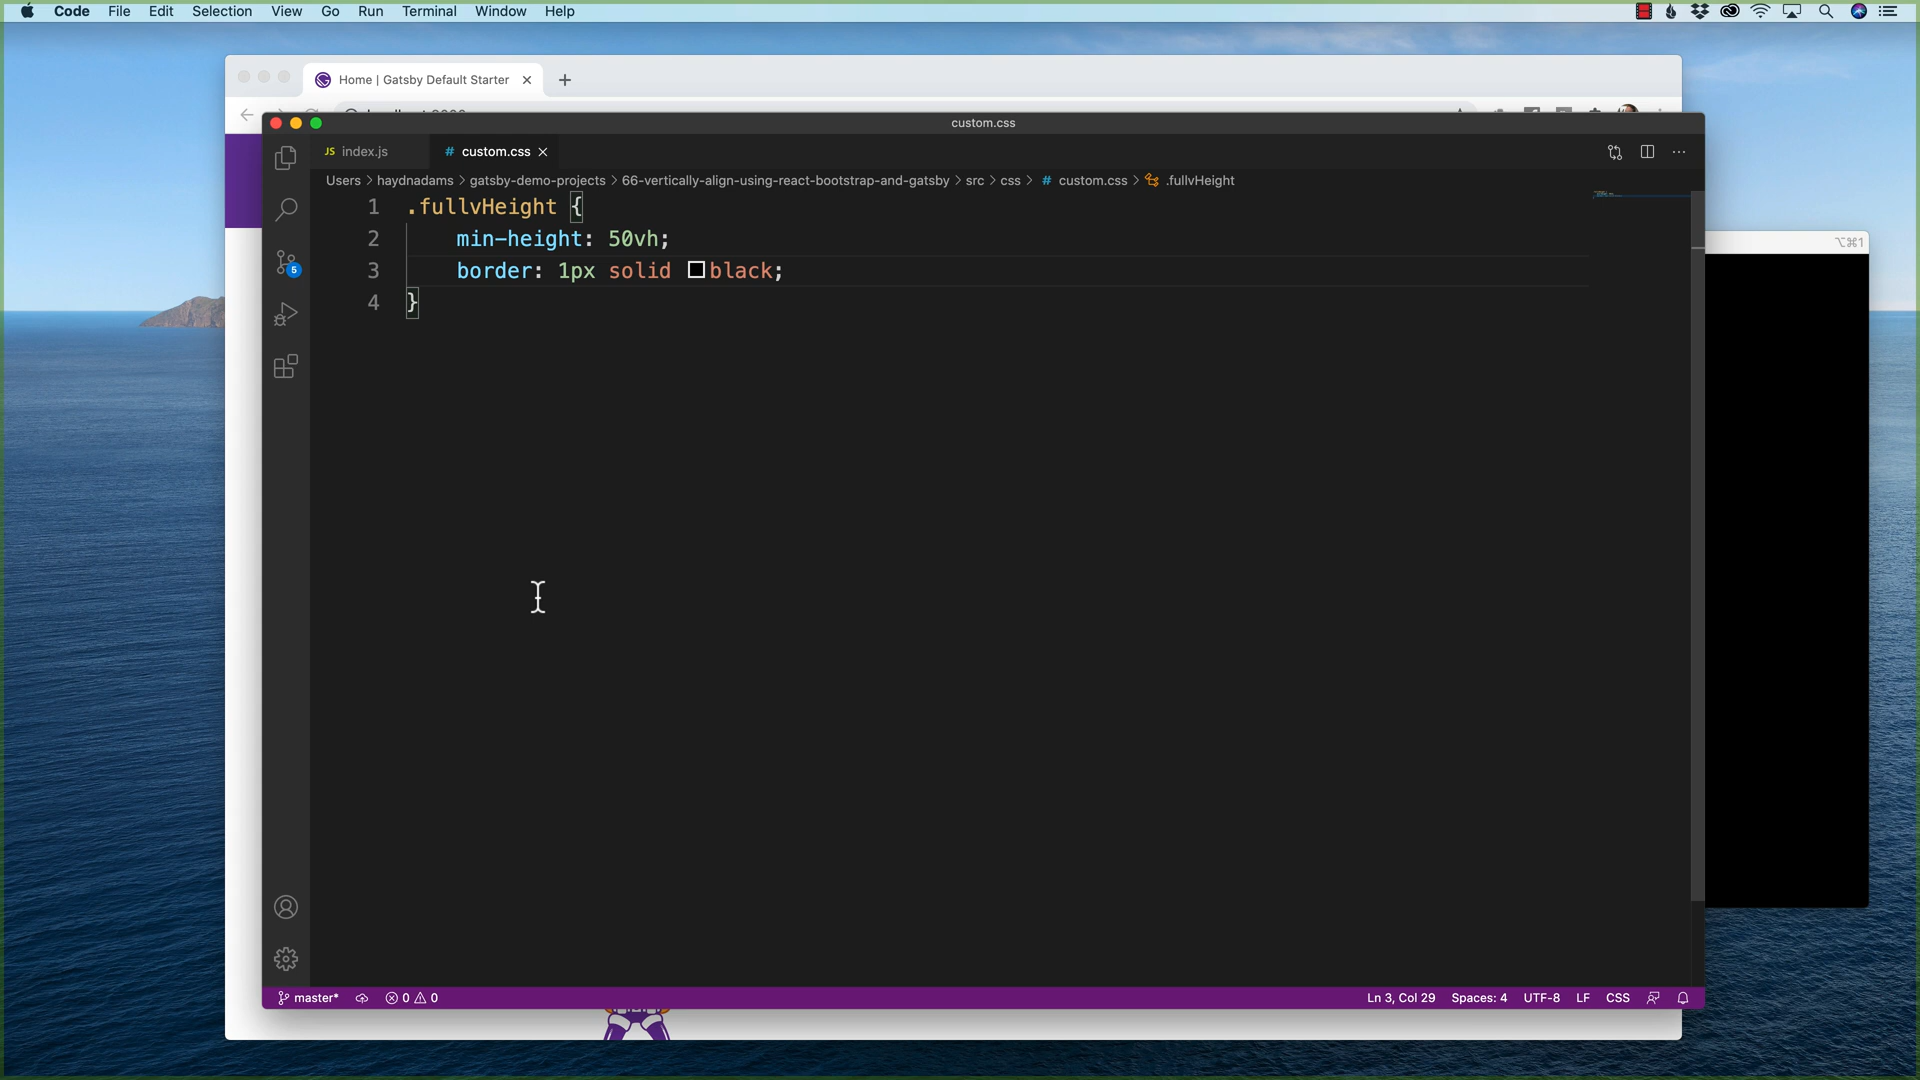 Code File Edit Selection View Go Run Terminal Window Help
Home | Gatsby Default Starter
custom.css
JS index.js # custom.css
Users > haydnadams > gatsby-demo-projects > 66-vertically-align-using-react-bootstrap-and-gatsby > src > css > # custom.css > .fullvHeight
⌥⌘1
1 .fullvHeight {
2 min-height: 50vh;
3 border: 1px solid black;
4 }
5
master* 0 0 Ln 3, Col 29 Spaces: 4 UTF-8 LF CSS